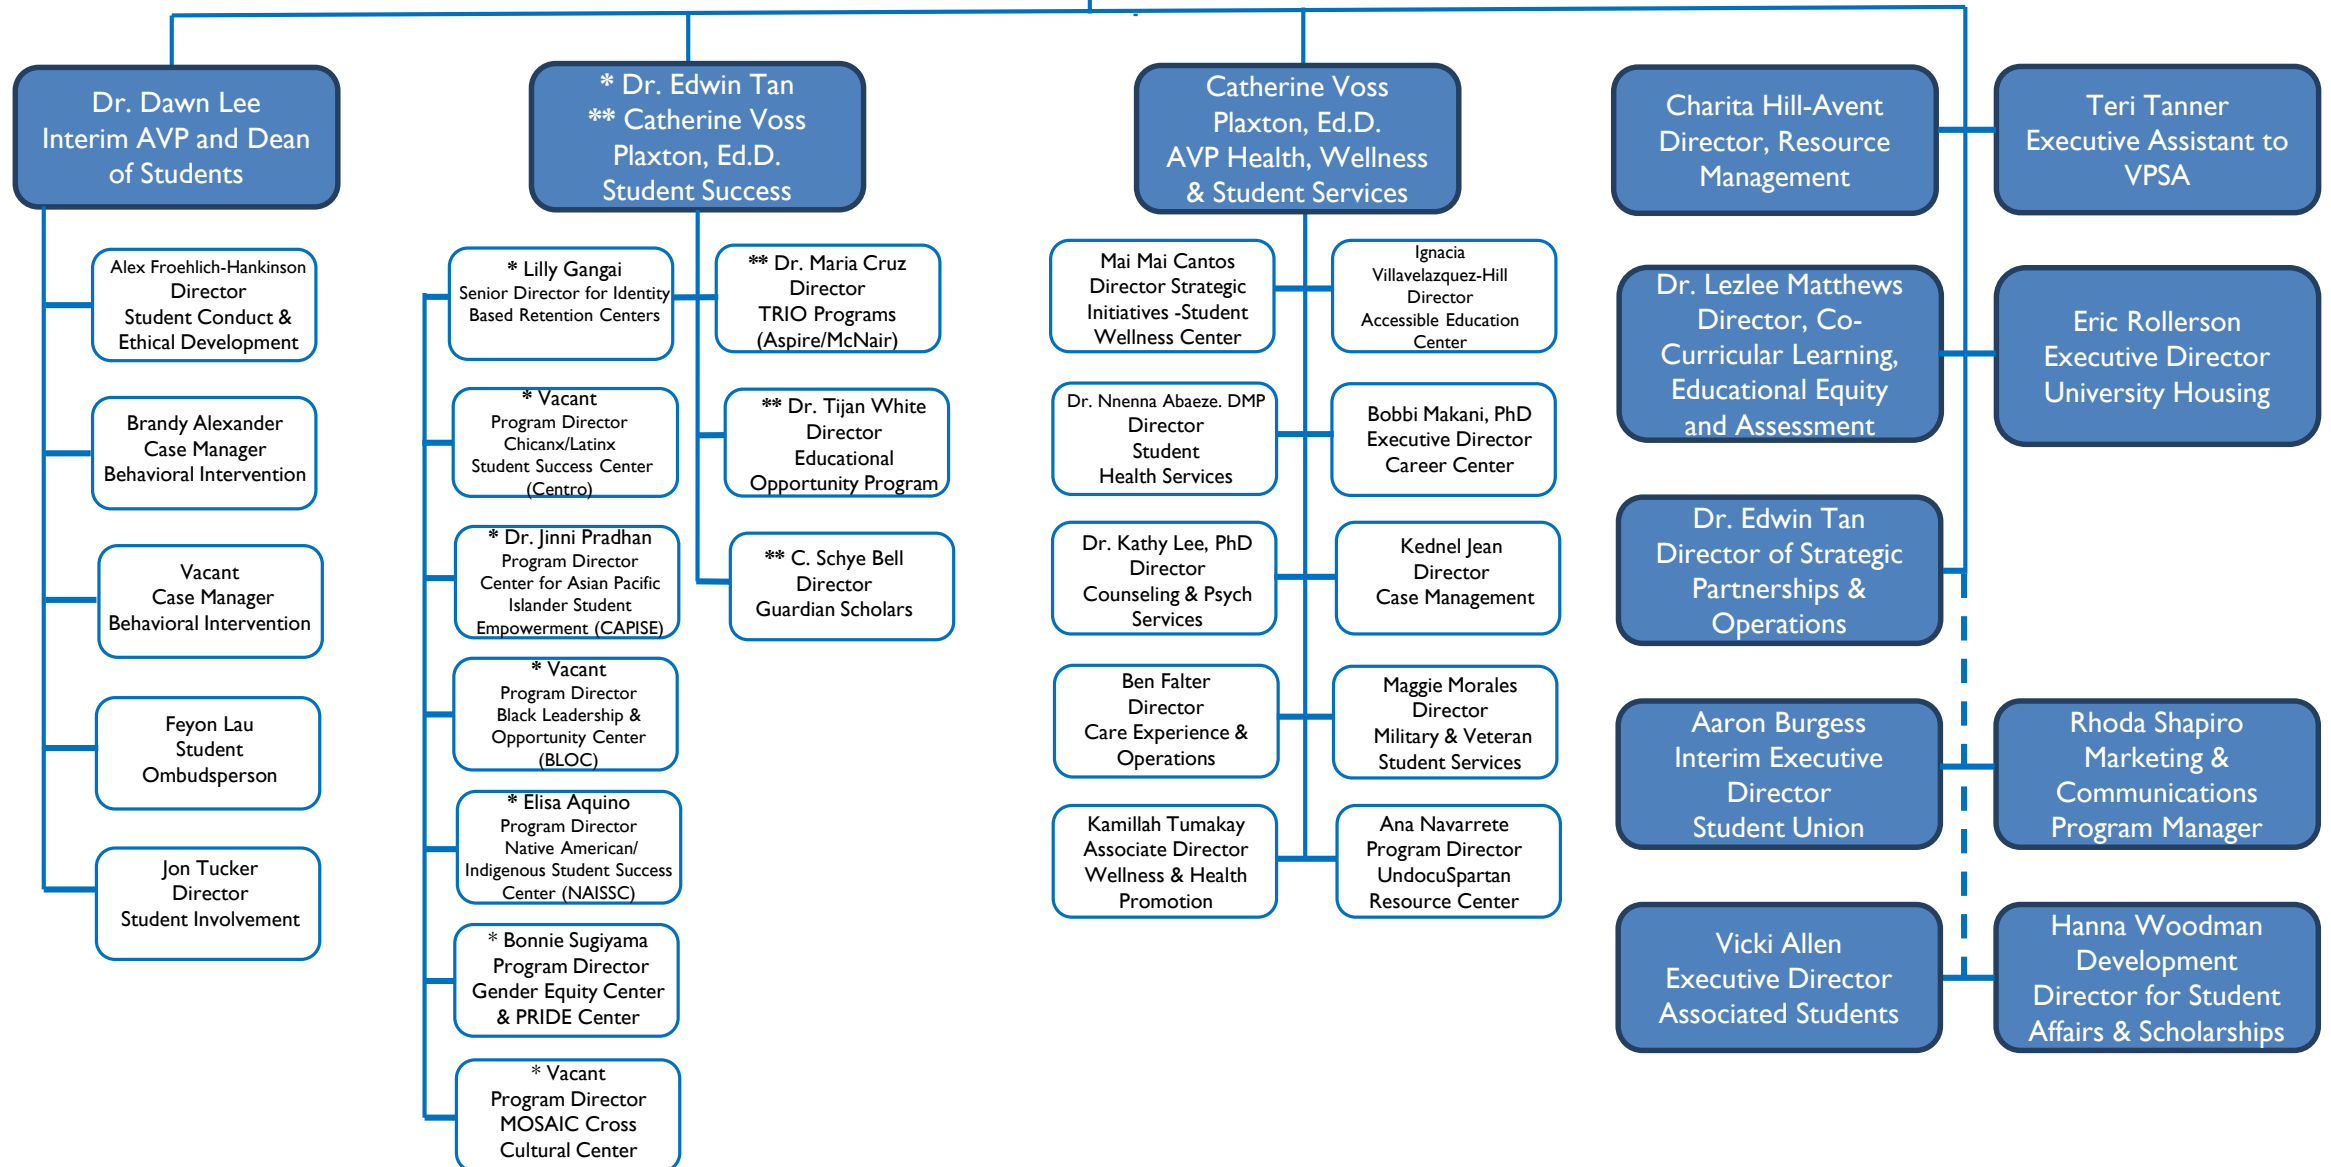 Dr. Dawn Lee
Interim AVP and Dean
of Students
* Dr. Edwin Tan
** Catherine Voss
Plaxton, Ed.D.
Student Success
Catherine Voss
Plaxton, Ed.D.
AVP Health, Wellness
& Student Services
Charita Hill-Avent
Director, Resource
Management
Teri Tanner
Executive Assistant to
VPSA
Alex Froehlich-Hankinson
Director
Student Conduct &
Ethical Development
Brandy Alexander
Case Manager
Behavioral Intervention
Vacant
Case Manager
Behavioral Intervention
Feyon Lau
Student
Ombudsperson
Jon Tucker
Director
Student Involvement
* Lilly Gangai
Senior Director for Identity
Based Retention Centers
* Vacant
Program Director
Chicanx/Latinx
Student Success Center
(Centro)
* Dr. Jinni Pradhan
Program Director
Center for Asian Pacific
Islander Student
Empowerment (CAPISE)
* Vacant
Program Director
Black Leadership &
Opportunity Center
(BLOC)
* Elisa Aquino
Program Director
Native American/
Indigenous Student Success
Center (NAISSC)
* Bonnie Sugiyama
Program Director
Gender Equity Center
& PRIDE Center
* Vacant
Program Director
MOSAIC Cross
Cultural Center
** Dr. Maria Cruz
Director
TRIO Programs
(Aspire/McNair)
** Dr. Tijan White
Director
Educational
Opportunity Program
** C. Schye Bell
Director
Guardian Scholars
Mai Mai Cantos
Director Strategic
Initiatives -Student
Wellness Center
Dr. Nnenna Abaeze. DMP
Director
Student
Health Services
Dr. Kathy Lee, PhD
Director
Counseling & Psych
Services
Ben Falter
Director
Care Experience &
Operations
Kamillah Tumakay
Associate Director
Wellness & Health
Promotion
Ignacia
Villavelazquez-Hill
Director
Accessible Education
Center
Bobbi Makani, PhD
Executive Director
Career Center
Kednel Jean
Director
Case Management
Maggie Morales
Director
Military & Veteran
Student Services
Ana Navarrete
Program Director
UndocuSpartan
Resource Center
Dr. Lezlee Matthews
Director, Co-
Curricular Learning,
Educational Equity
and Assessment
Eric Rollerson
Executive Director
University Housing
Dr. Edwin Tan
Director of Strategic
Partnerships &
Operations
Aaron Burgess
Interim Executive
Director
Student Union
Rhoda Shapiro
Marketing &
Communications
Program Manager
Vicki Allen
Executive Director
Associated Students
Hanna Woodman
Development
Director for Student
Affairs & Scholarships